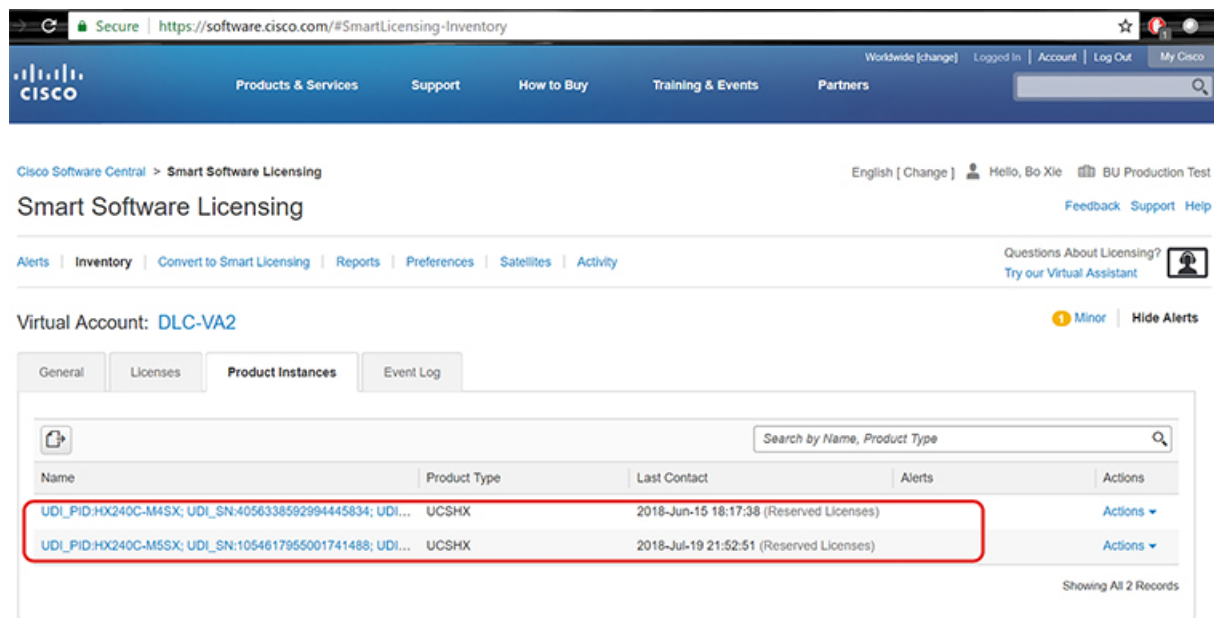 Secure | https://software.cisco.com/#SmartLicensing-Inventory
1
Worldwide [change] Logged In | Account | Log Out My Cisco
CISCO Products & Services Support How to Buy Training & Events Partners
Cisco Software Central > Smart Software Licensing English [ Change ] Hello, Bo Xie BU Production Test
Smart Software Licensing Feedback Support Help
Alerts | Inventory | Convert to Smart Licensing | Reports | Preferences | Satellites | Activity Questions About Licensing?
Try our Virtual Assistant
Virtual Account: DLC-VA2 1 Minor | Hide Alerts
General Licenses Product Instances Event Log
Search by Name, Product Type
Name Product Type Last Contact Alerts Actions
UDI_PID:HX240C-M4SX; UDI_SN:4056338592994445834; UDI... UCSHX 2018-Jun-15 18:17:38 (Reserved Licenses) Actions
UDI_PID:HX240C-M5SX; UDI_SN:1054617955001741488; UDI... UCSHX 2018-Jul-19 21:52:51 (Reserved Licenses) Actions
Showing All 2 Records